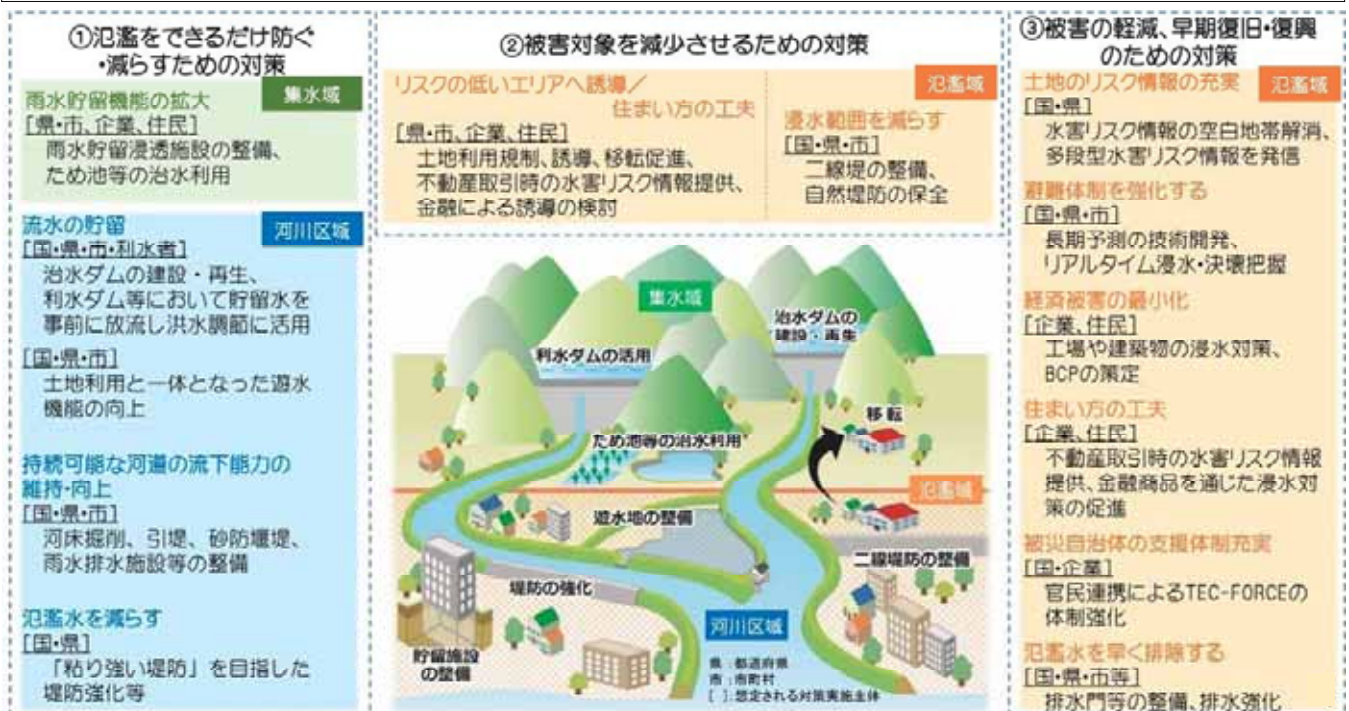 ①氾濫をできるだけ防ぐ
・減らすための対策
雨水貯留機能の拡大
集水域
[県・市、企業、住民]
雨水貯留浸透施設の整備、
ため池等の治水利用
流水の貯留
河川区域
[国・県・市・利水者]
治水ダムの建設・再生、
利水ダム等において貯留水を
事前に放流し洪水調節に活用
[国・県・市]
土地利用と一体となった遊水
機能の向上
持続可能な河道の流下能力の
維持・向上
[国・県・市]
河床掘削、引堤、砂防堰堤、
雨水排水施設等の整備
氾濫水を減らす
[国・県]
「粘り強い堤防」を目指した
堤防強化等
②被害対象を減少させるための対策
リスクの低いエリアへ誘導／
住まい方の工夫
[県・市、企業、住民]
土地利用規制、誘導、移転促進、
不動産取引時の水害リスク情報提供、
金融による誘導の検討
氾濫域
浸水範囲を減らす
[国・県・市]
二線堤の整備、
自然堤防の保全
集水域
治水ダムの
建設・再生
利水ダムの活用
移転
ため池等の治水利用
氾濫域
遊水地の整備
二線堤防の整備
堤防の強化
河川区域
貯留施設
の整備
県：都道府県
市：市町村
[ ]：想定される対策実施主体
③被害の軽減、早期復旧・復興
のための対策
土地のリスク情報の充実
氾濫域
[国・県]
水害リスク情報の空白地帯解消、
多段型水害リスク情報を発信
避難体制を強化する
[国・県・市]
長期予測の技術開発、
リアルタイム浸水・決壊把握
経済被害の最小化
[企業、住民]
工場や建築物の浸水対策、
BCPの策定
住まい方の工夫
[企業、住民]
不動産取引時の水害リスク情報
提供、金融商品を通じた浸水対
策の促進
被災自治体の支援体制充実
[国・企業]
官民連携によるTEC-FORCEの
体制強化
氾濫水を早く排除する
[国・県・市等]
排水門等の整備、排水強化